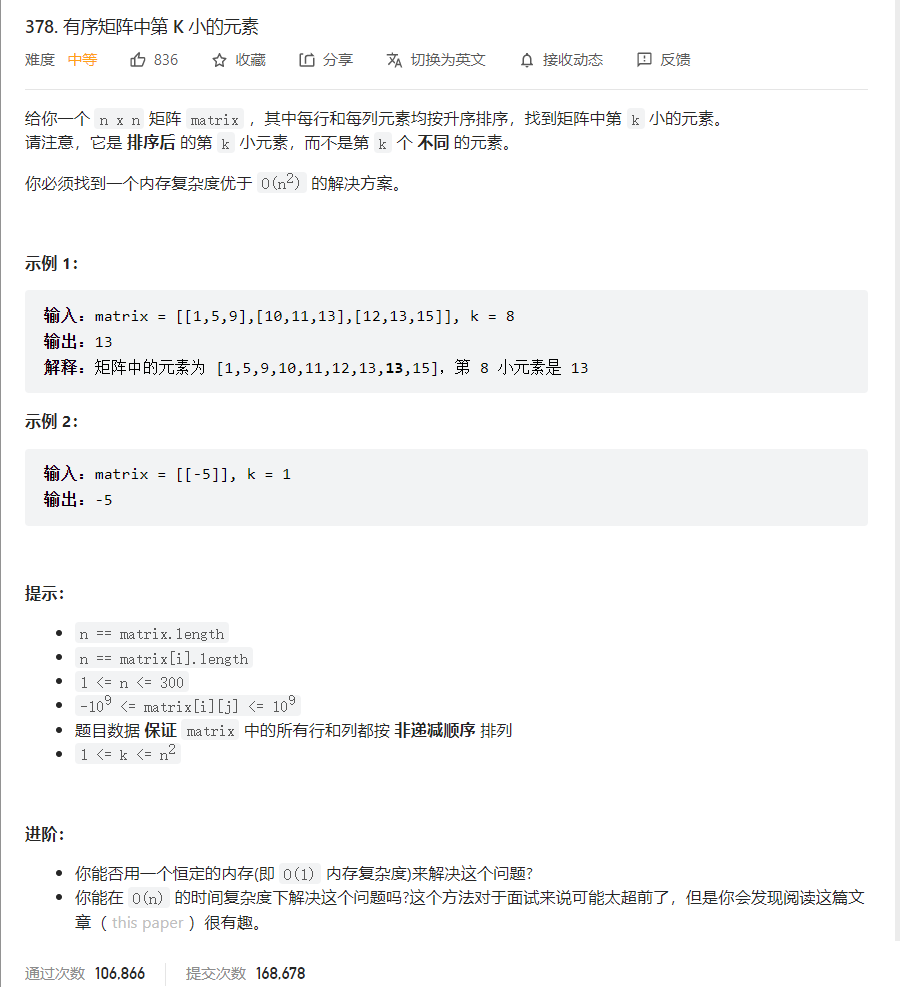 378. 有序矩阵中第 K 小的元素
难度 中等 836 收藏 分享 切换为英文 接收动态 反馈
给你一个 n x n 矩阵 matrix ，其中每行和每列元素均按升序排序，找到矩阵中第 k 小的元素。
请注意，它是 排序后 的第 k 小元素，而不是第 k 个 不同 的元素。
你必须找到一个内存复杂度优于 O(n²) 的解决方案。
示例 1：
输入：matrix = [[1,5,9],[10,11,13],[12,13,15]], k = 8
输出：13
解释：矩阵中的元素为 [1,5,9,10,11,12,13,13,15]，第 8 小元素是 13
示例 2：
输入：matrix = [[-5]], k = 1
输出：-5
提示：
• n == matrix.length
• n == matrix[i].length
• 1 <= n <= 300
• -10⁹ <= matrix[i][j] <= 10⁹
• 题目数据 保证 matrix 中的所有行和列都按 非递减顺序 排列
• 1 <= k <= n²
进阶：
• 你能否用一个恒定的内存(即 O(1) 内存复杂度)来解决这个问题?
• 你能在 O(n) 的时间复杂度下解决这个问题吗?这个方法对于面试来说可能太超前了，但是你会发现阅读这篇文
章（ this paper ）很有趣。
通过次数 106,866 提交次数 168,678